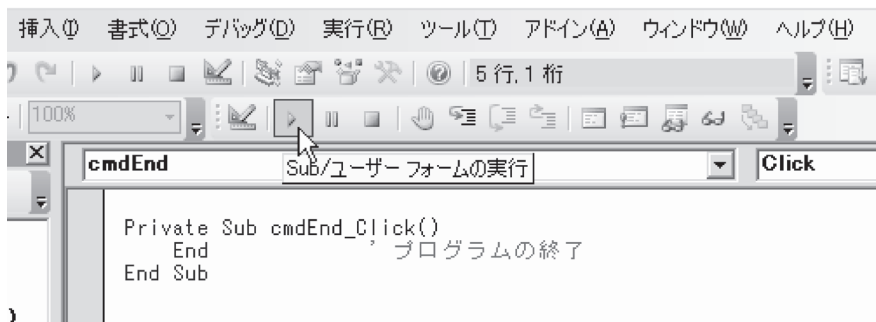 挿入(I) 書式(O) デバッグ(D) 実行(R) ツール(T) アドイン(A) ウィンドウ(W) ヘルプ(H)
5 行, 1 桁
100%
cmdEnd
Click
Sub/ユーザー フォームの実行
Private Sub cmdEnd_Click()
End ' プログラムの終了
End Sub
)